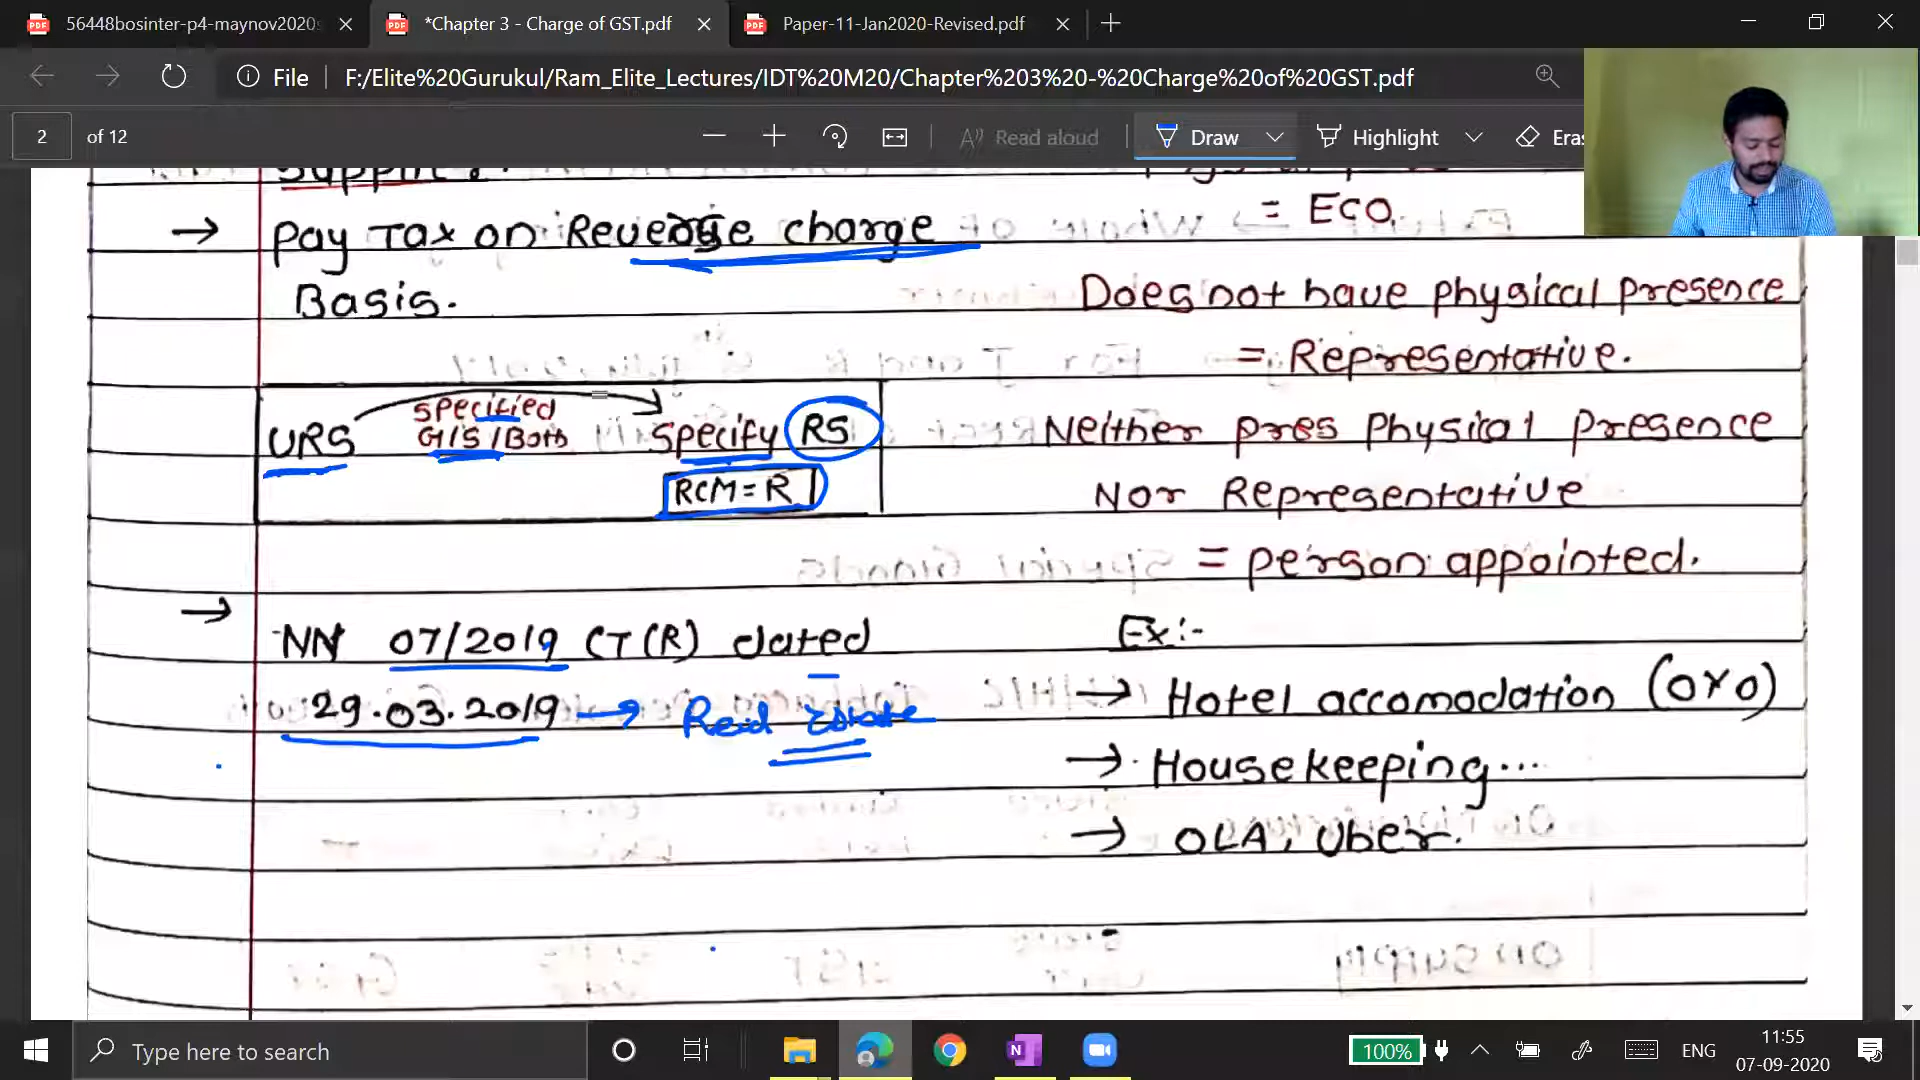 56448bosinter-p4-maynov2020s
*Chapter 3 - Charge of GST.pdf
Paper-11-Jan2020-Revised.pdf
File
F:/Elite%20Gurukul/Ram_Elite_Lectures/IDT%20M20/Chapter%203%20-%20Charge%20of%20GST.pdf
2 of 12
Read aloud
Draw
Highlight
Eras
→ Pay Tax on Reverse charge
Basis.
= ECO.
Does not have physical presence
= Representative.
URS
specified
G/S/Both
specify RS
RCM = R
Neither pres Physical Presence
Nor Representative
= person appointed.
→ NN 07/2019 CT(R) dated
29.03.2019 → Real Estate
Ex:-
→ Hotel accomodation (OYO)
→ Housekeeping...
→ OLA, Uber.
Type here to search
100%
ENG
11:55
07-09-2020